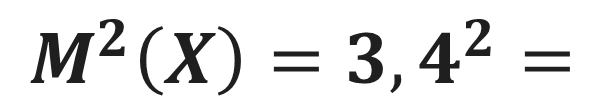 M²(X) = 3,4² =